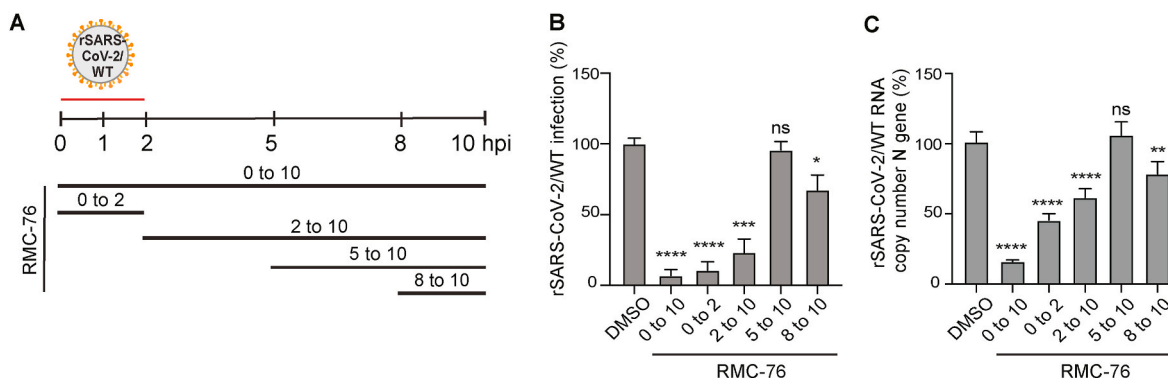 A
rSARS-
CoV-2/
WT
0 1 2 5 8 10 hpi
RMC-76
0 to 10
0 to 2
2 to 10
5 to 10
8 to 10
B
rSARS-CoV-2/WT infection (%)
150
100
50
0
**** **** *** ns *
DMSO 0 to 10 0 to 2 2 to 10 5 to 10 8 to 10
RMC-76
C
rSARS-CoV-2/WT RNA
copy number N gene (%)
150
100
50
0
**** **** **** ns **
DMSO 0 to 10 0 to 2 2 to 10 5 to 10 8 to 10
RMC-76